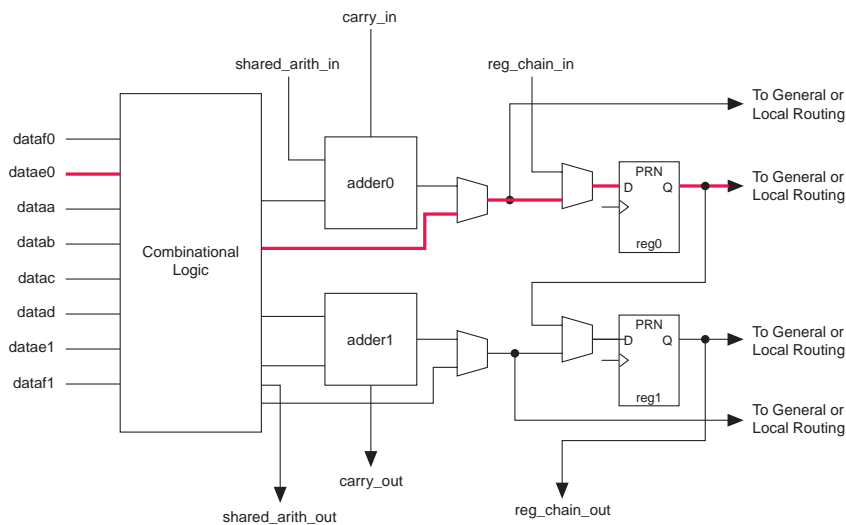 carry_in
shared_arith_in
reg_chain_in
To General or
Local Routing
dataf0
datae0
dataa
datab
datac
datad
datae1
dataf1
Combinational
Logic
adder0
PRN
D
Q
reg0
To General or
Local Routing
adder1
PRN
D
Q
reg1
To General or
Local Routing
To General or
Local Routing
carry_out
reg_chain_out
shared_arith_out